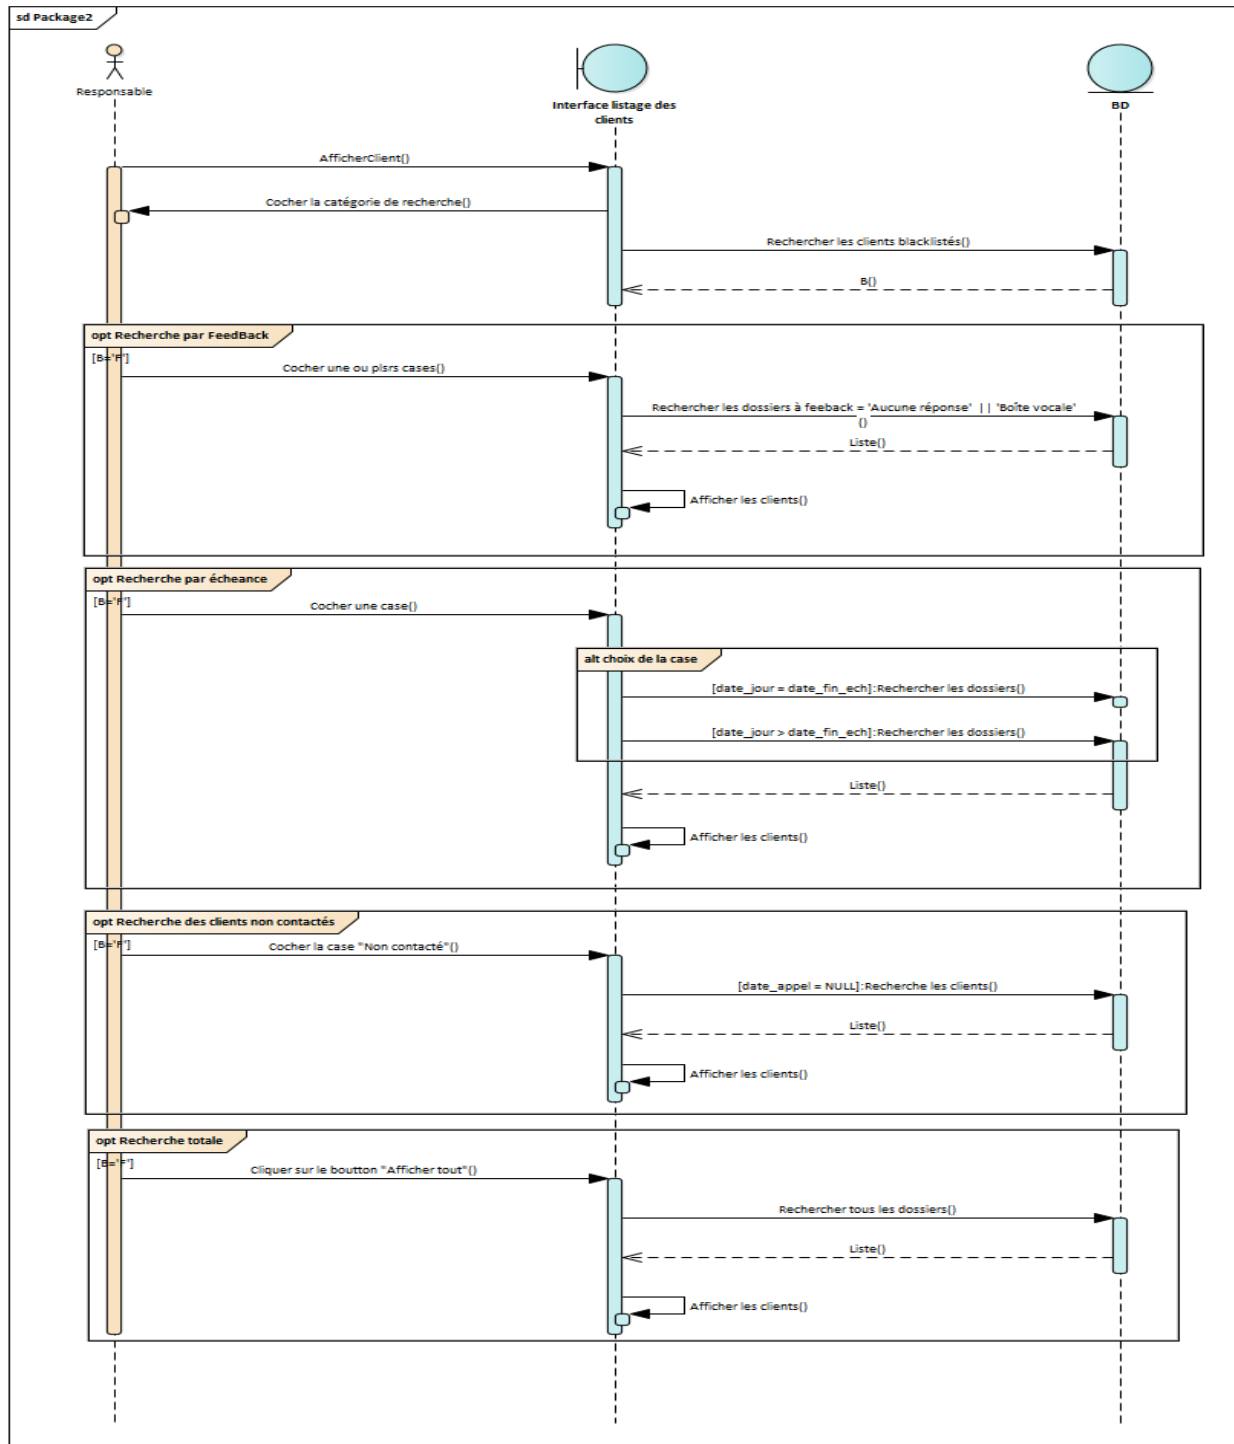 sd Package2
Responsable
Interface listage des
clients
BD
AfficherClient()
Cocher la catégorie de recherche()
Rechercher les clients blacklistés()
B()
opt Recherche par FeedBack
[B='F']
Cocher une ou plsrs cases()
Rechercher les dossiers à feeback = 'Aucune réponse' || 'Boîte vocale'
()
Liste()
Afficher les clients()
opt Recherche par écheance
[B='F']
Cocher une case()
alt choix de la case
[date_jour = date_fin_ech]:Rechercher les dossiers()
[date_jour > date_fin_ech]:Rechercher les dossiers()
Liste()
Afficher les clients()
opt Recherche des clients non contactés
[B='F']
Cocher la case "Non contacté"()
[date_appel = NULL]:Recherche les clients()
Liste()
Afficher les clients()
opt Recherche totale
[B='F']
Cliquer sur le boutton "Afficher tout"()
Rechercher tous les dossiers()
Liste()
Afficher les clients()